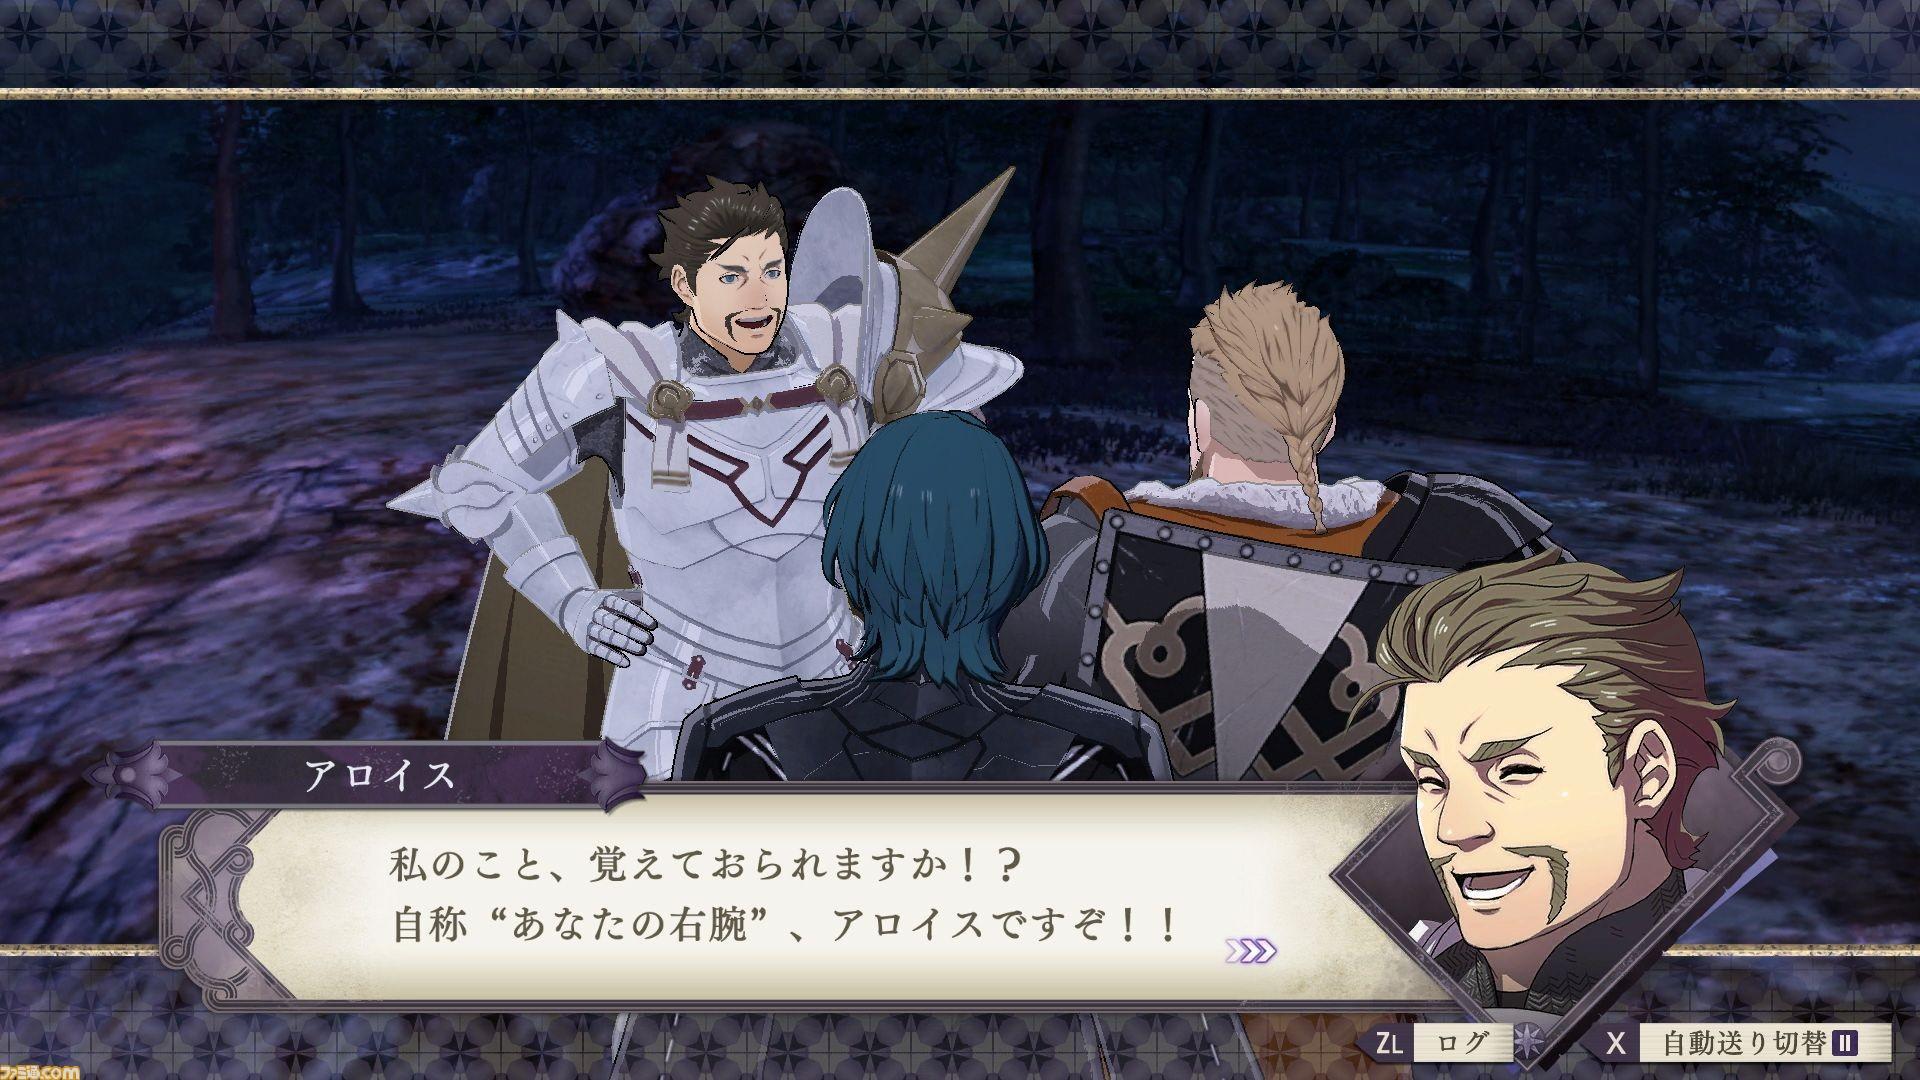 アロイス
私のこと、覚えておられますか！？
自称“あなたの右腕”、アロイスですぞ！！
ZL ログ X 自動送り切替
ファミ通.com